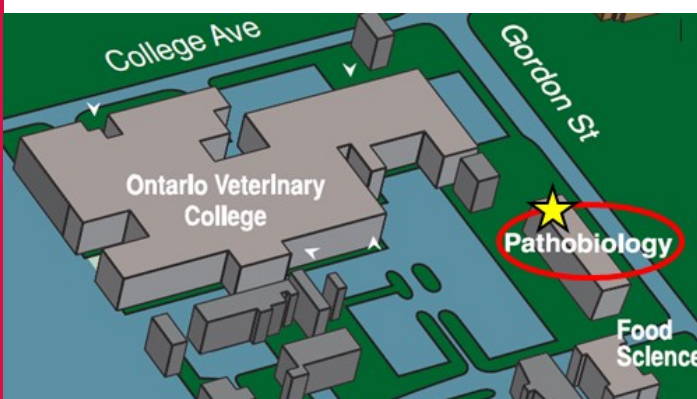 College Ave
Gordon St
Ontario Veterinary
College
Pathobiology
Food
Science